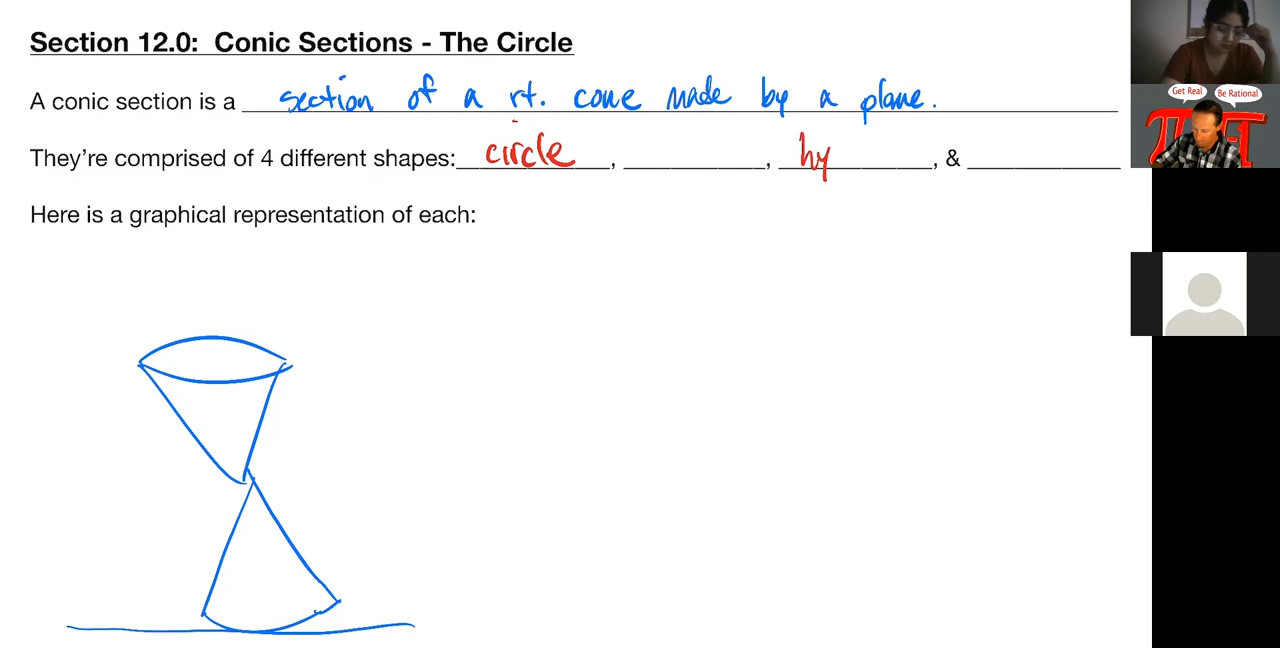 Section 12.0: Conic Sections - The Circle
A conic section is a section of a rt. cone made by a plane.
They're comprised of 4 different shapes: circle, , hy , &
Here is a graphical representation of each:
Get Real
Be Rational